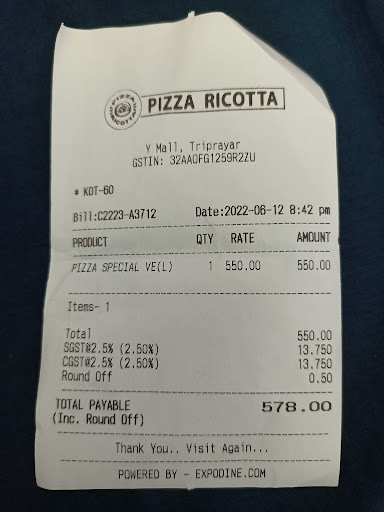 PIZZA RICOTTA
PIZZA RICOTTA
Y Mall, Triprayar
GSTIN: 32AAOFG1259R2ZU
* KOT-60
Bill:C2223-A3712 Date:2022-06-12 8:42 pm
PRODUCT QTY RATE AMOUNT
PIZZA SPECIAL VE(L) 1 550.00 550.00
Items- 1
Total 550.00
SGST@2.5% (2.50%) 13.750
CGST@2.5% (2.50%) 13.750
Round Off 0.50
TOTAL PAYABLE 578.00
(Inc. Round Off)
Thank You.. Visit Again...
POWERED BY - EXPODINE.COM